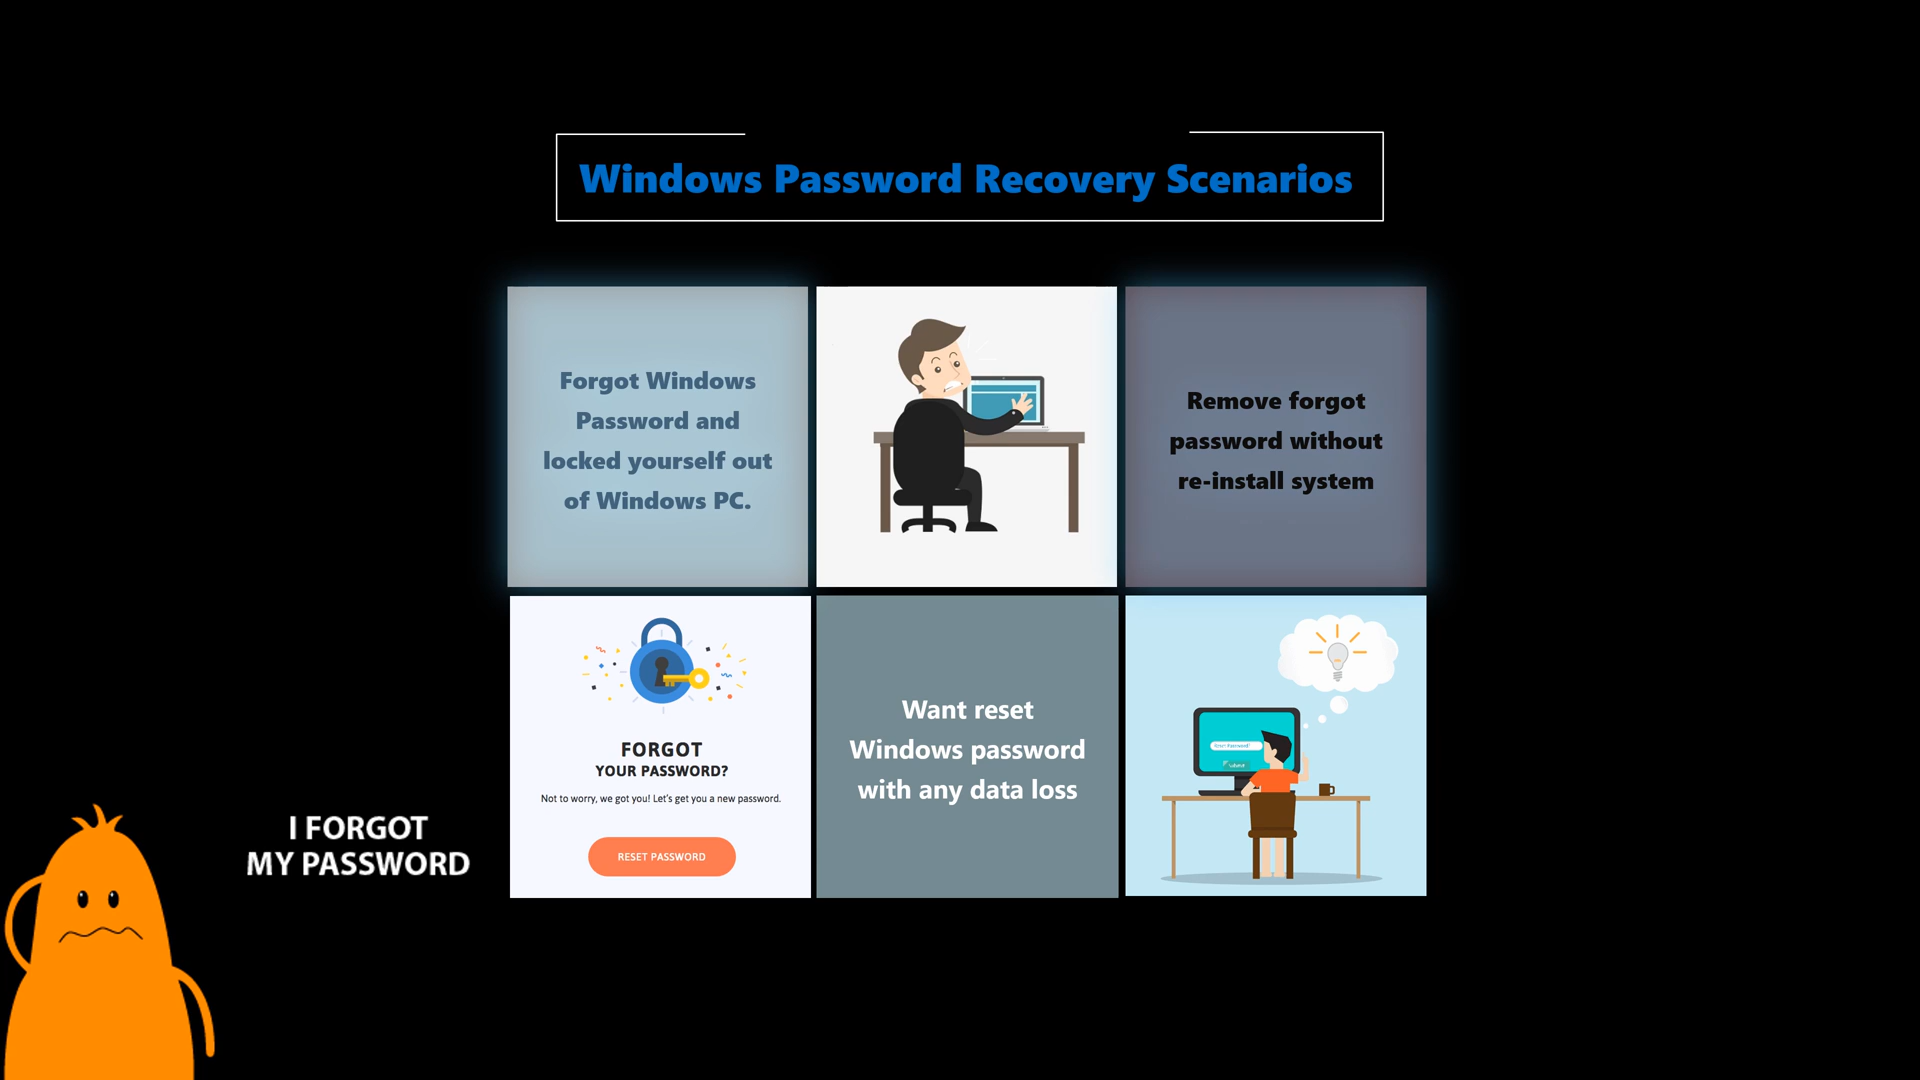 Windows Password Recovery Scenarios
Forgot Windows
Password and
locked yourself out
of Windows PC.
Remove forgot
password without
re-install system
FORGOT
YOUR PASSWORD?
Not to worry, we got you! Let's get you a new password.
RESET PASSWORD
Want reset
Windows password
with any data loss
submit
I FORGOT
MY PASSWORD